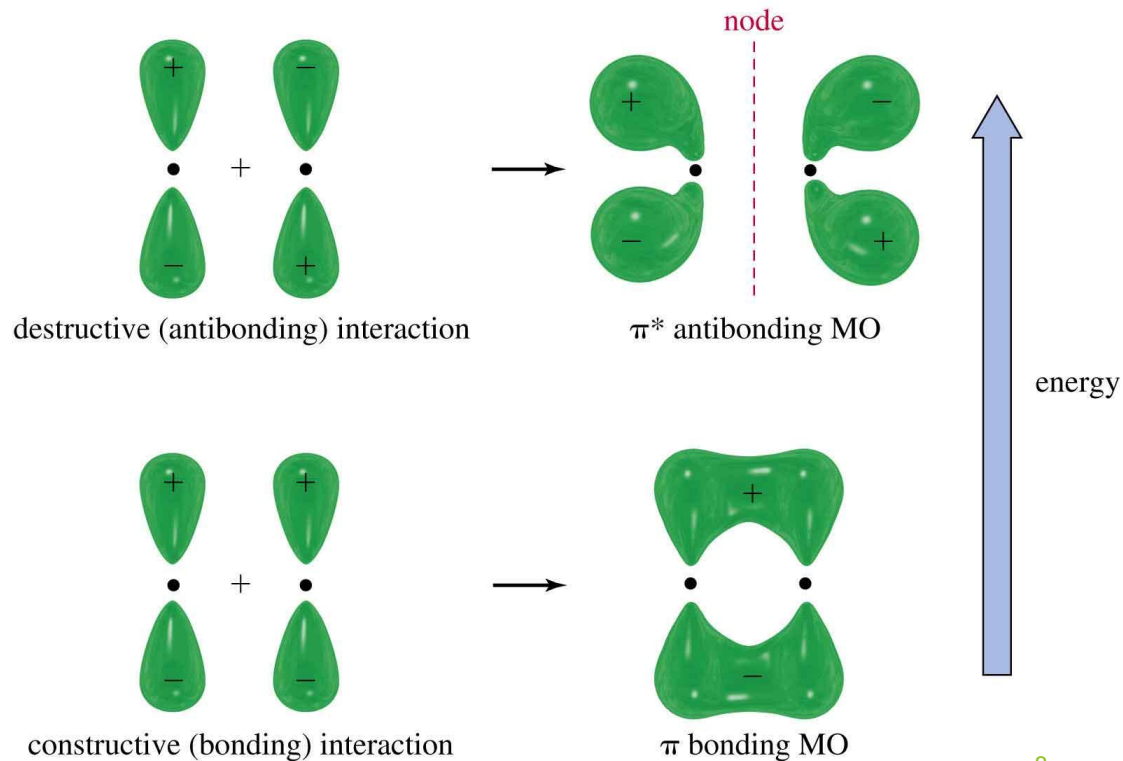 node
+ − + −
+
− + − +
destructive (antibonding) interaction
π* antibonding MO
energy
+ + +
+
− − −
constructive (bonding) interaction
π bonding MO